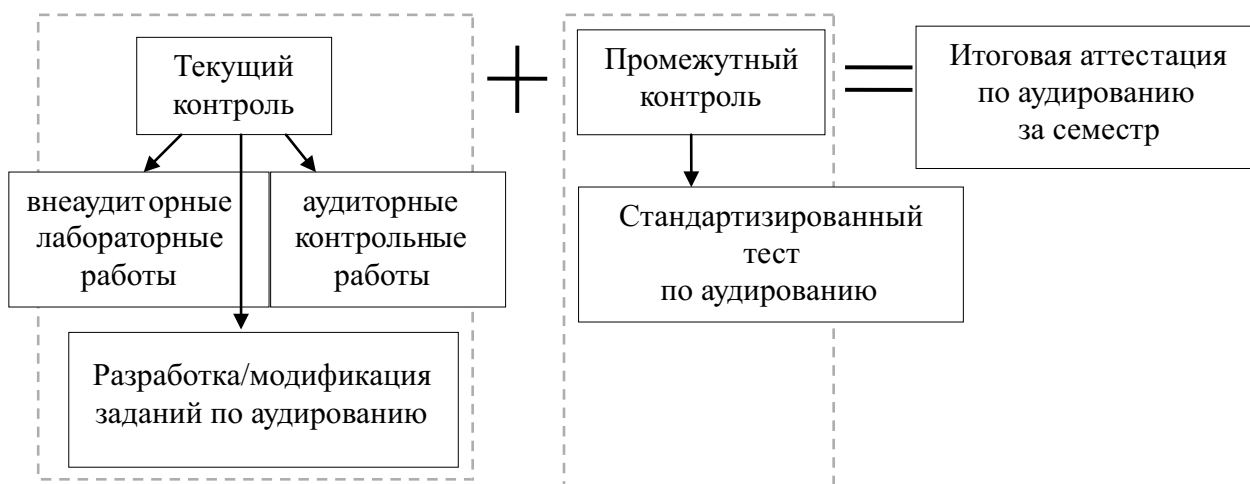 Текущий
контроль
+
Промежутный
контроль
=
Итоговая аттестация
по аудированию
за семестр
внеаудиторные
лабораторные
работы
аудиторные
контрольные
работы
Стандартизированный
тест
по аудированию
Разработка/модификация
заданий по аудированию